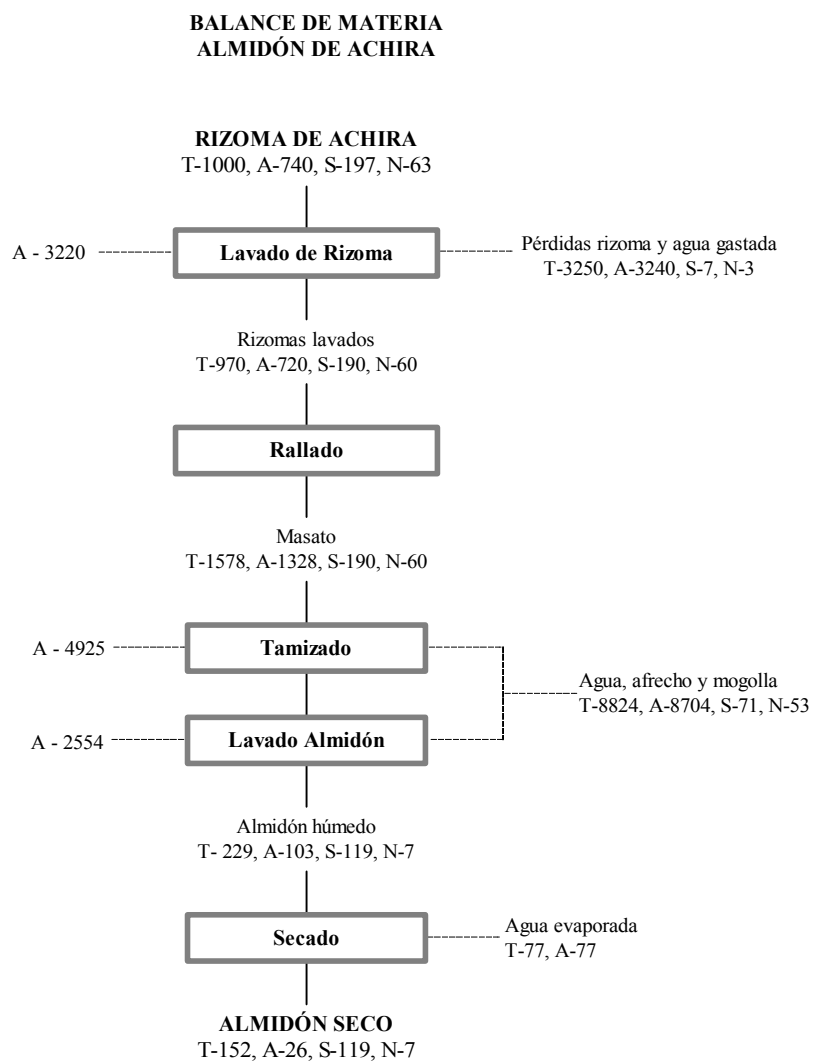 BALANCE DE MATERIA
ALMIDÓN DE ACHIRA
RIZOMA DE ACHIRA
T-1000, A-740, S-197, N-63
A - 3220
Lavado de Rizoma
Pérdidas rizoma y agua gastada
T-3250, A-3240, S-7, N-3
Rizomas lavados
T-970, A-720, S-190, N-60
Rallado
Masato
T-1578, A-1328, S-190, N-60
A - 4925
Tamizado
Agua, afrecho y mogolla
T-8824, A-8704, S-71, N-53
A - 2554
Lavado Almidón
Almidón húmedo
T- 229, A-103, S-119, N-7
Secado
Agua evaporada
T-77, A-77
ALMIDÓN SECO
T-152, A-26, S-119, N-7